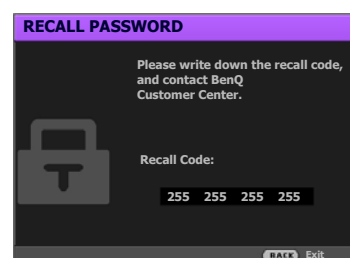 RECALL PASSWORD
Please write down the recall code,
and contact BenQ
Customer Center.
Recall Code:
255 255 255 255
BACK Exit